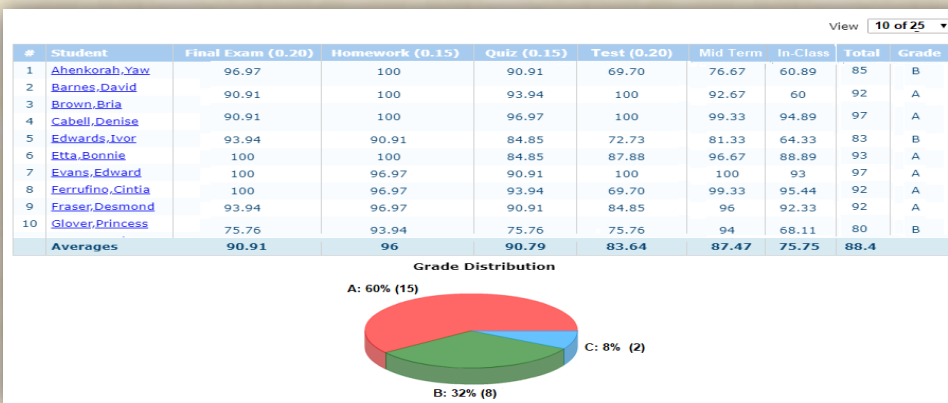 View 10 of 25
# Student Final Exam (0.20) Homework (0.15) Quiz (0.15) Test (0.20) Mid Term In-Class Total Grade
1 Ahenkorah,Yaw 96.97 100 90.91 69.70 76.67 60.89 85 B
2 Barnes,David 90.91 100 93.94 100 92.67 60 92 A
3 Brown,Bria
4 Cabell,Denise 90.91 100 96.97 100 99.33 94.89 97 A
5 Edwards,Ivor 93.94 90.91 84.85 72.73 81.33 64.33 83 B
6 Etta,Bonnie 100 100 84.85 87.88 96.67 88.89 93 A
7 Evans,Edward 100 96.97 90.91 100 100 93 97 A
8 Ferrufino,Cintia 100 96.97 93.94 69.70 99.33 95.44 92 A
9 Fraser,Desmond 93.94 96.97 90.91 84.85 96 92.33 92 A
10 Glover,Princess 75.76 93.94 75.76 75.76 94 68.11 80 B
Averages 90.91 96 90.79 83.64 87.47 75.75 88.4
Grade Distribution
A: 60% (15)
C: 8% (2)
B: 32% (8)